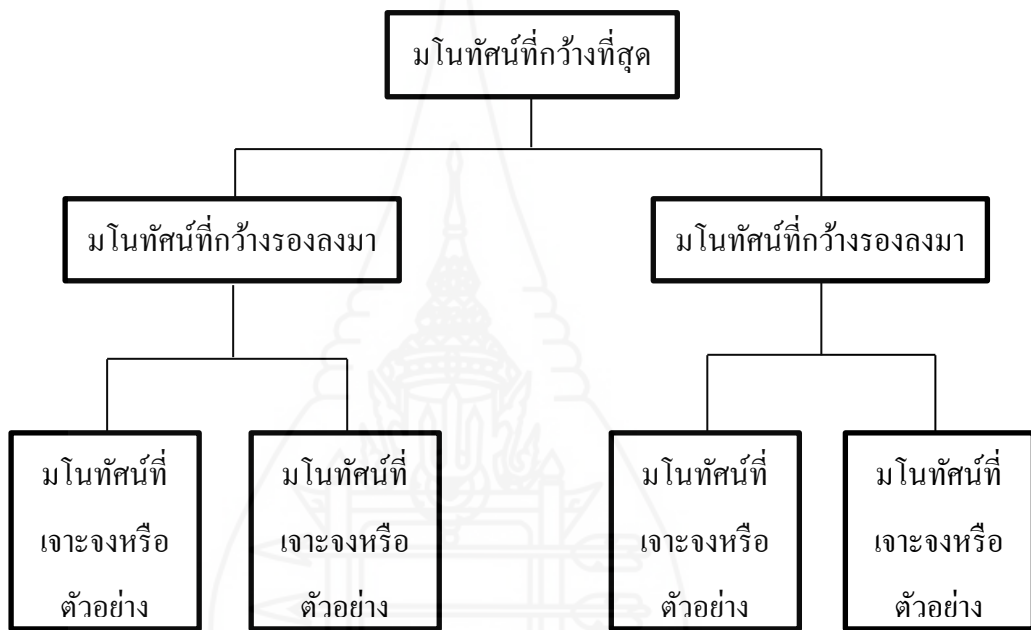 มโนทัศน์ที่กว้างที่สุด
มโนทัศน์ที่กว้างรองลงมา
มโนทัศน์ที่กว้างรองลงมา
มโนทัศน์ที่
เจาะจงหรือ
ตัวอย่าง
มโนทัศน์ที่
เจาะจงหรือ
ตัวอย่าง
มโนทัศน์ที่
เจาะจงหรือ
ตัวอย่าง
มโนทัศน์ที่
เจาะจงหรือ
ตัวอย่าง